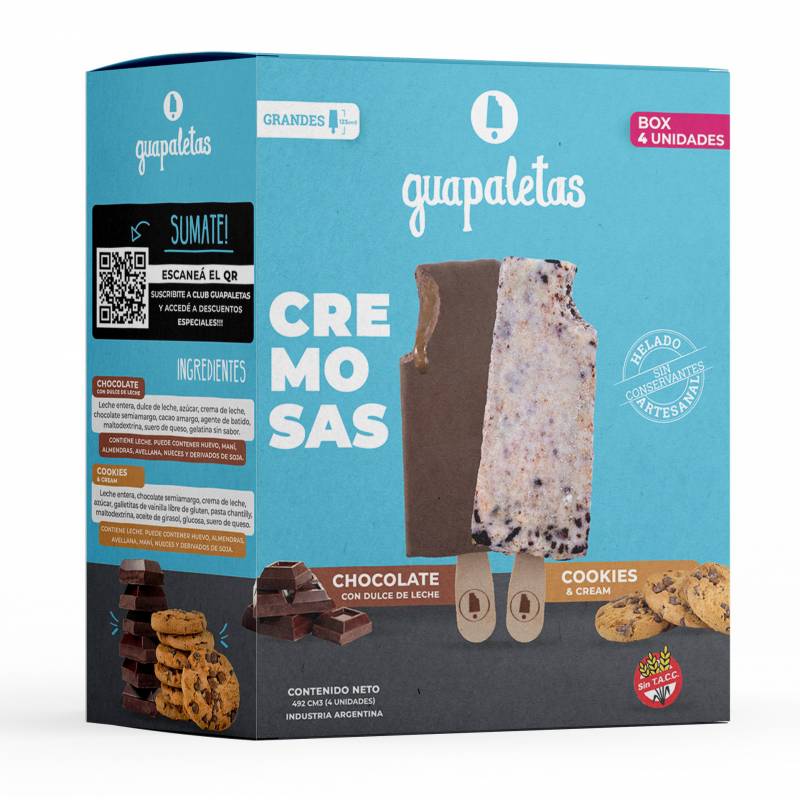 guapaletas
SUMATE!
ESCANEÁ EL QR
SUSCRIBITE A CLUB GUAPALETAS
Y ACCEDÉ A DESCUENTOS
ESPECIALES!!!
INGREDIENTES
CHOCOLATE
CON DULCE DE LECHE
Leche entera, dulce de leche, azúcar, crema de leche,
chocolate semiamargo, cacao amargo, agente de batido,
maltodextrina, suero de queso, gelatina sin sabor.
CONTIENE LECHE. PUEDE CONTENER HUEVO, MANÍ,
ALMENDRAS, AVELLANA, NUECES Y DERIVADOS DE SOJA.
COOKIES
& CREAM
Leche entera, chocolate semiamargo, crema de leche,
azúcar, galletitas de vainilla libre de gluten, pasta chantilly,
maltodextrina, aceite de girasol, glucosa, suero de queso.
CONTIENE LECHE. PUEDE CONTENER HUEVO, ALMENDRAS,
AVELLANA, MANÍ, NUECES Y DERIVADOS DE SOJA.
GRANDES 123cm3
BOX
4 UNIDADES
guapaletas
CRE
MO
SAS
HELADO
SIN
CONSERVANTES
ARTESANAL
CHOCOLATE
CON DULCE DE LECHE
COOKIES
& CREAM
CONTENIDO NETO
492 CM3 (4 UNIDADES)
INDUSTRIA ARGENTINA
Sin T.A.C.C.